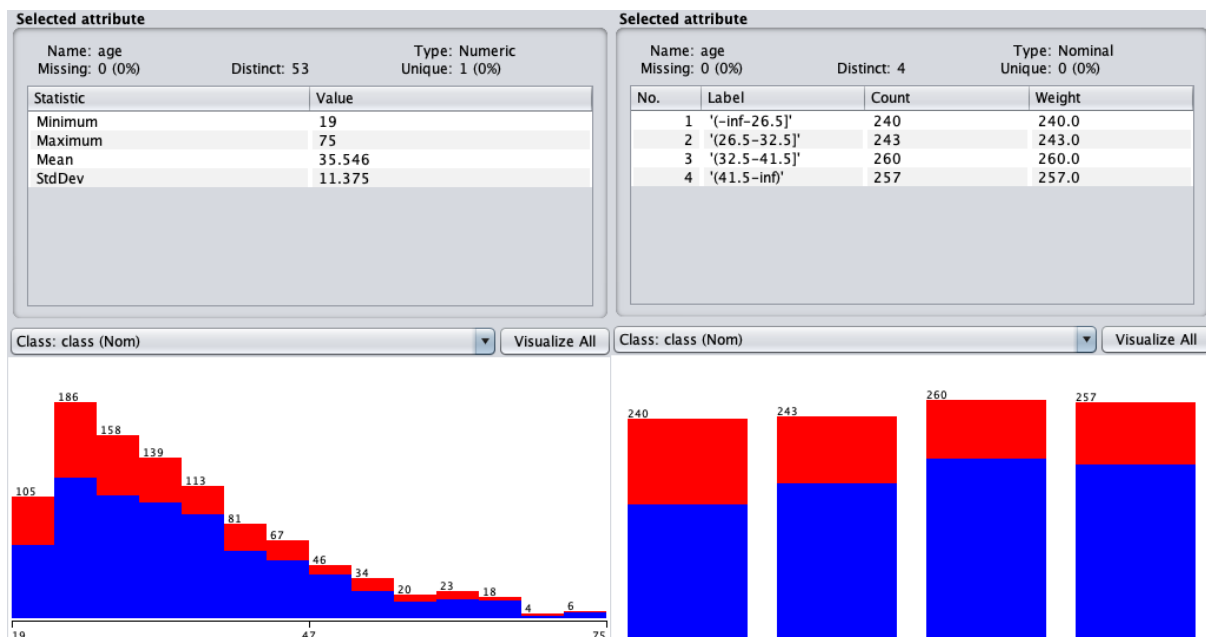 Selected attribute
Name: age Type: Numeric
Missing: 0 (0%) Distinct: 53 Unique: 1 (0%)
Statistic Value
Minimum 19
Maximum 75
Mean 35.546
StdDev 11.375
Class: class (Nom) Visualize All
105
186
158
139
113
81
67
46
34
20
23
18
4
6
19 47 75
Selected attribute
Name: age Type: Nominal
Missing: 0 (0%) Distinct: 4 Unique: 0 (0%)
No. Label Count Weight
1 '(-inf-26.5]' 240 240.0
2 '(26.5-32.5]' 243 243.0
3 '(32.5-41.5]' 260 260.0
4 '(41.5-inf)' 257 257.0
Class: class (Nom) Visualize All
240
243
260
257